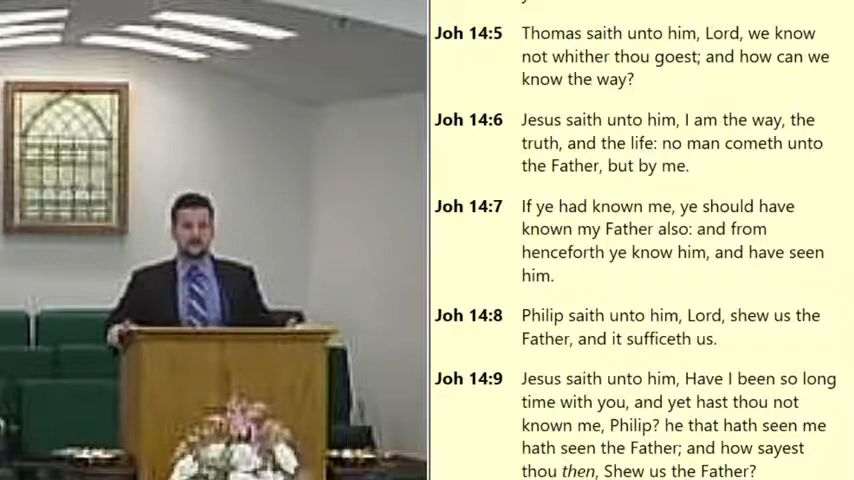 Joh 14:5 Thomas saith unto him, Lord, we know
not whither thou goest; and how can we
know the way?
Joh 14:6 Jesus saith unto him, I am the way, the
truth, and the life: no man cometh unto
the Father, but by me.
Joh 14:7 If ye had known me, ye should have
known my Father also: and from
henceforth ye know him, and have seen
him.
Joh 14:8 Philip saith unto him, Lord, shew us the
Father, and it sufficeth us.
Joh 14:9 Jesus saith unto him, Have I been so long
time with you, and yet hast thou not
known me, Philip? he that hath seen me
hath seen the Father; and how sayest
thou then, Shew us the Father?